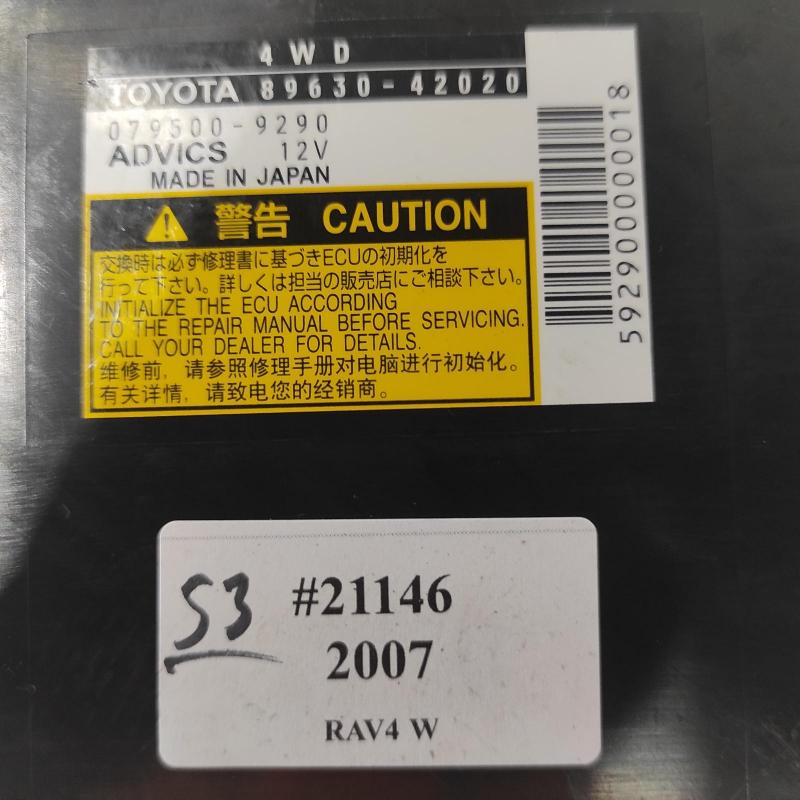 4WD
TOYOTA 89630-42020
079500-9290
ADVICS 12V
MADE IN JAPAN
警告 CAUTION
交換時は必ず修理書に基づきECUの初期化を
行って下さい。詳しくは担当の販売店にご相談下さい。
INITIALIZE THE ECU ACCORDING
TO THE REPAIR MANUAL BEFORE SERVICING.
CALL YOUR DEALER FOR DETAILS.
维修前，请参照修理手册对电脑进行初始化。
有关详情，请致电您的经销商。
592900000018
S3
#21146
2007
RAV4 W